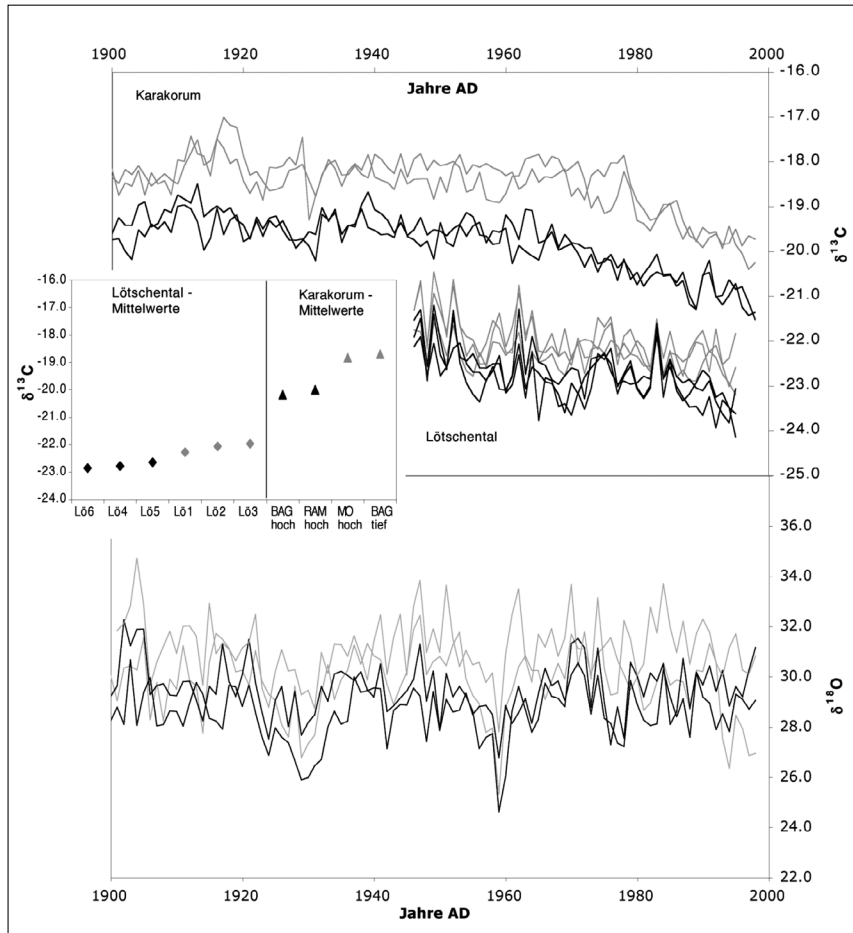 1900 1920 1940 1960 1980 2000
Jahre AD
Karakorum
-16.0
-17.0
-18.0
-19.0
-20.0
-21.0
-22.0
-23.0
-24.0
-25.0
δ13C
Lötschental
Lötschental - Mittelwerte
Karakorum - Mittelwerte
-16.0
-17.0
-18.0
-19.0
-20.0
-21.0
-22.0
-23.0
-24.0
δ13C
Lö6 Lö4 Lö5 Lö1 Lö2 Lö3 BAG RAM MO BAG
hoch hoch hoch tief
36.0
34.0
32.0
30.0
28.0
26.0
24.0
22.0
δ18O
1900 1920 1940 1960 1980 2000
Jahre AD